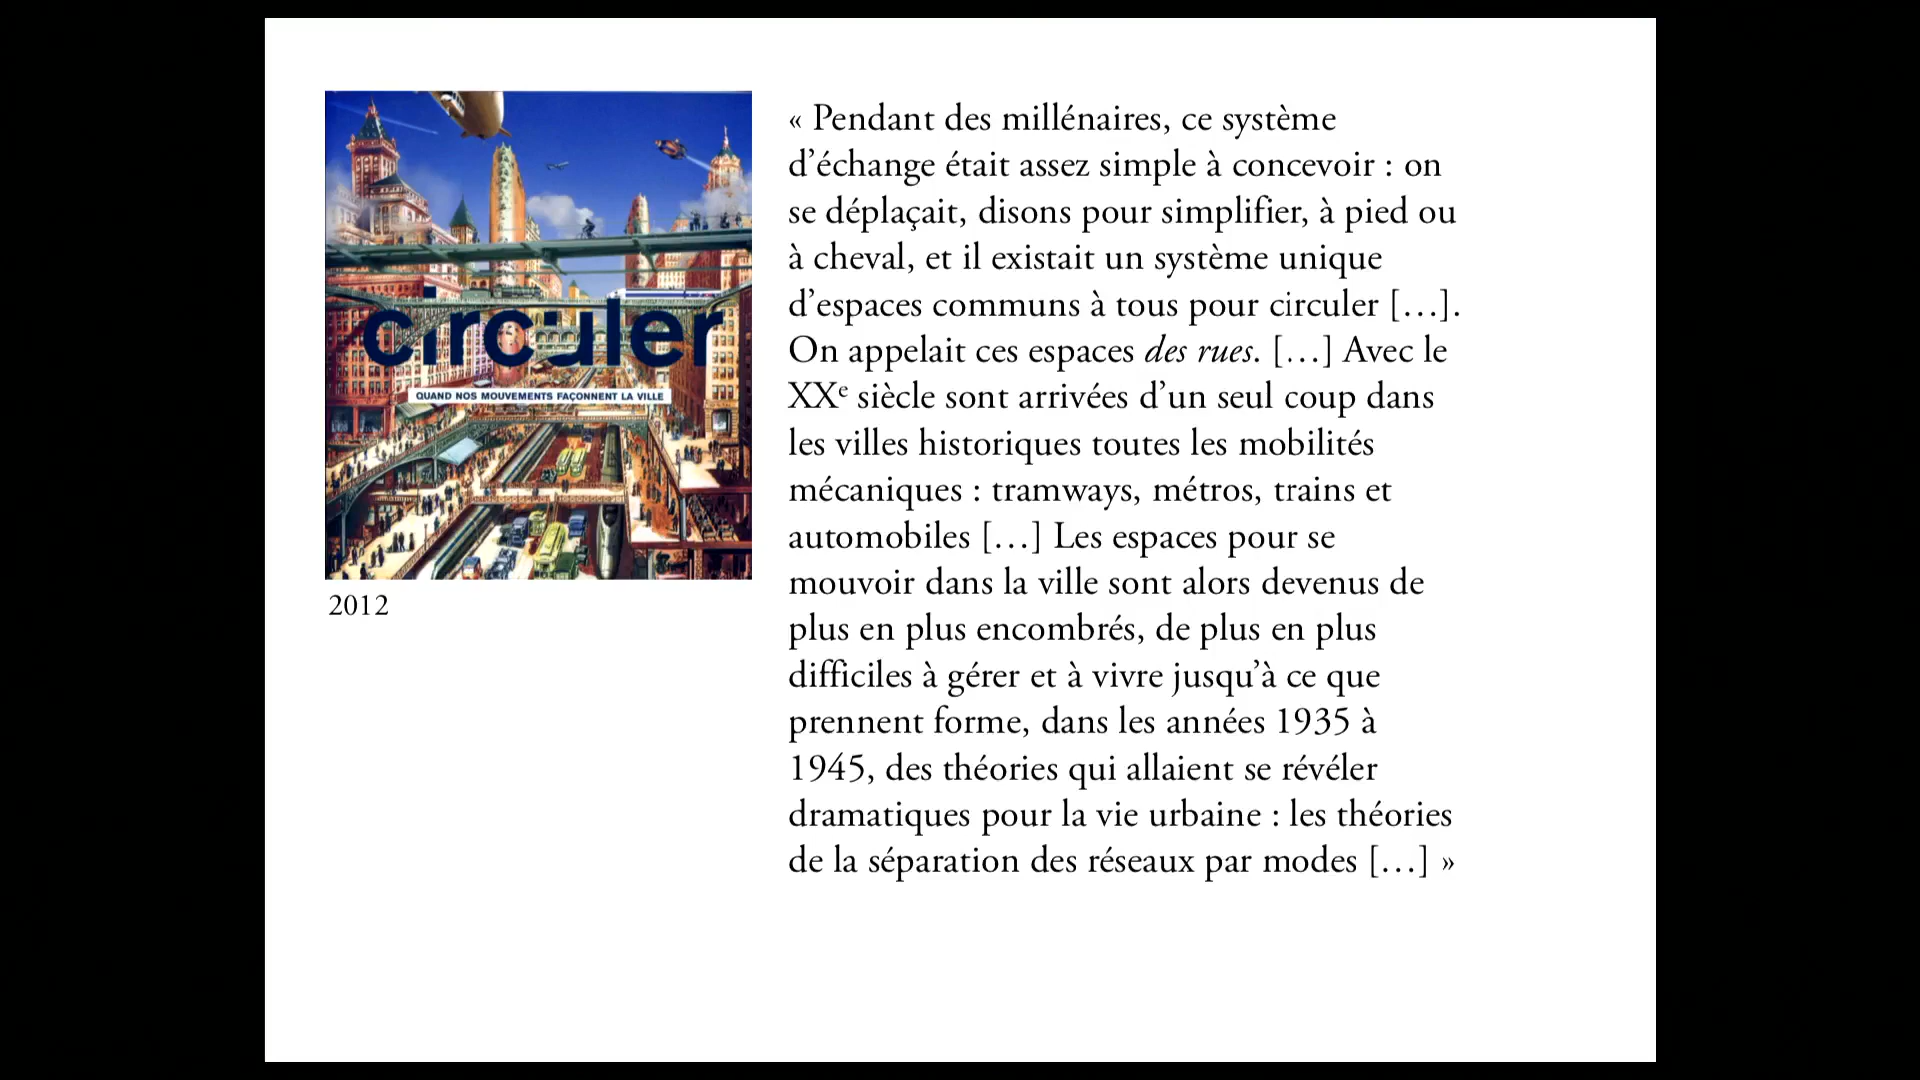 circuler
QUAND NOS MOUVEMENTS FAÇONNENT LA VILLE
2012
« Pendant des millénaires, ce système
d’échange était assez simple à concevoir : on
se déplaçait, disons pour simplifier, à pied ou
à cheval, et il existait un système unique
d’espaces communs à tous pour circuler […].
On appelait ces espaces des rues. […] Avec le
XXe siècle sont arrivées d’un seul coup dans
les villes historiques toutes les mobilités
mécaniques : tramways, métros, trains et
automobiles […] Les espaces pour se
mouvoir dans la ville sont alors devenus de
plus en plus encombrés, de plus en plus
difficiles à gérer et à vivre jusqu’à ce que
prennent forme, dans les années 1935 à
1945, des théories qui allaient se révéler
dramatiques pour la vie urbaine : les théories
de la séparation des réseaux par modes […] »